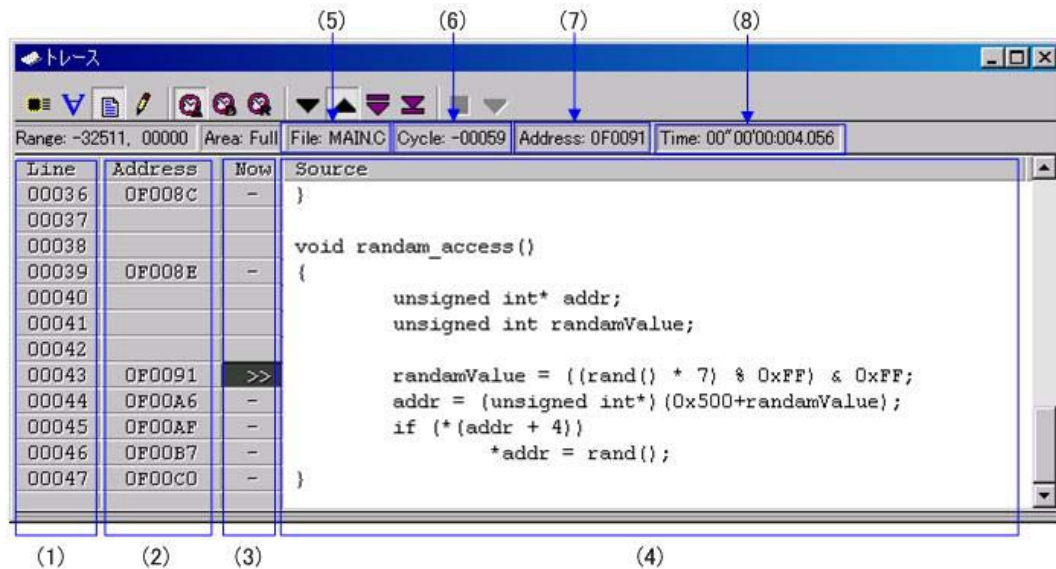 (5) (6) (7) (8)
トレース
Range: -32511, 00000 Area: Full File: MAIN.C Cycle: -00059 Address: 0F0091 Time: 00"00'00:004.056
Line Address Now Source
00036 0F008C - }
00037
00038 void randam_access()
00039 0F008E - {
00040 unsigned int* addr;
00041 unsigned int randamValue;
00042
00043 0F0091 >> randamValue = ((rand() * 7) % 0xFF) & 0xFF;
00044 0F00A6 - addr = (unsigned int*)(0x500+randamValue);
00045 0F00AF - if (*(addr + 4))
00046 0F00B7 - *addr = rand();
00047 0F00C0 - }
(1) (2) (3) (4)